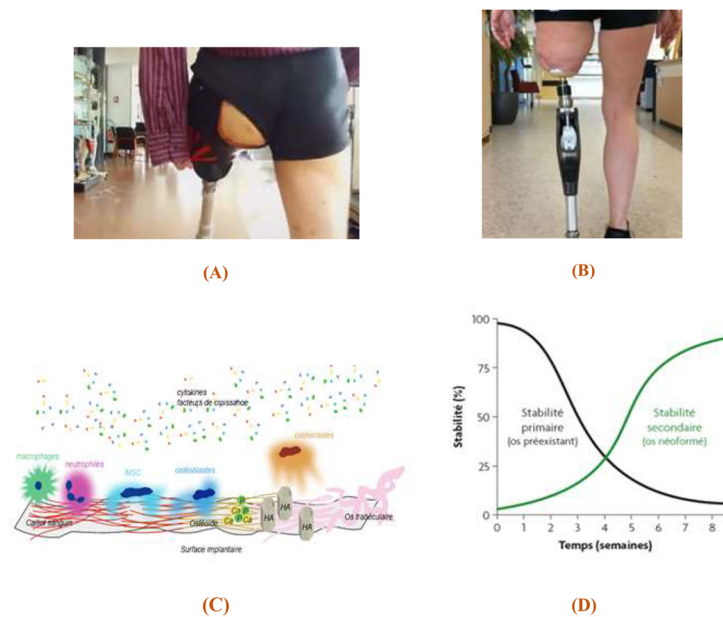 (A)
(B)
cytokines
facteurs de croissance
macrophages
neutrophiles
MSC
ostéoblastes
ostéoclastes
Caillot sanguin
Ostéoïde
P
Ca
P
Ca
P
Ca
HA
HA
HA
Os trabéculaire
Surface implantaire
(C)
Stabilité (%)
100
75
50
25
0
Stabilité
primaire
(os préexistant)
Stabilité
secondaire
(os néoformé)
0 1 2 3 4 5 6 7 8
Temps (semaines)
(D)